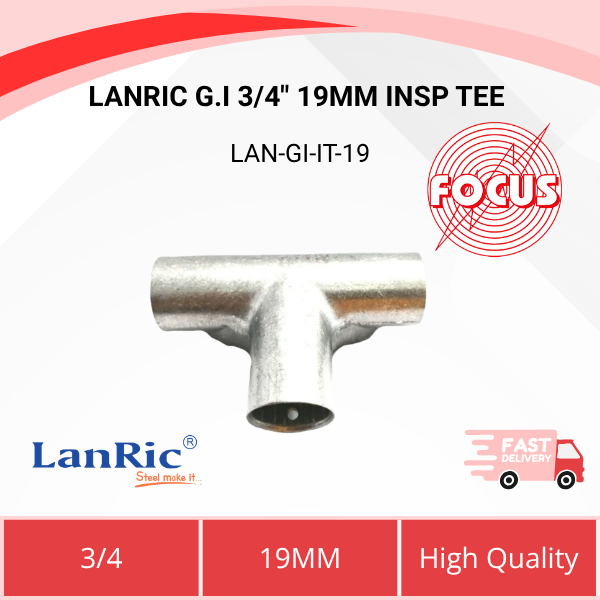 LANRIC G.I 3/4" 19MM INSP TEE
LAN-GI-IT-19
FOCUS
LanRic®
Steel make it...
FAST
DELIVERY
3/4
19MM
High Quality